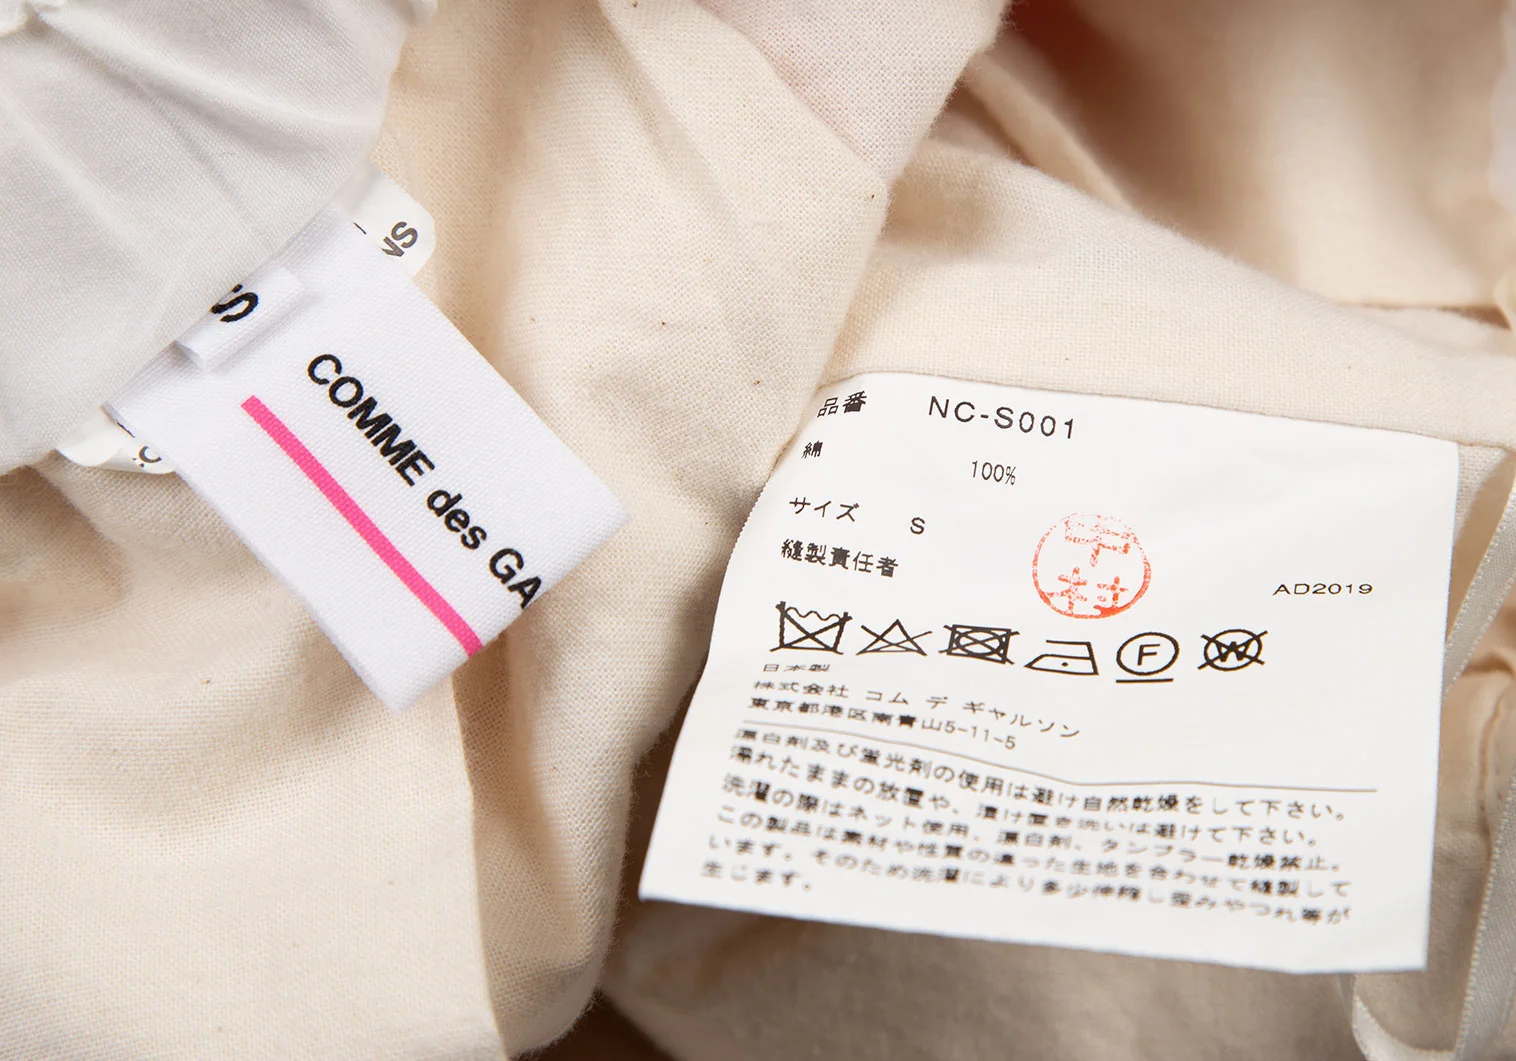 NS
S
COMME des GA
品番 NC-S001
綿 100%
サイズ S
縫製責任者
AD2019
F
W
日本製
株式会社 コム デ ギャルソン
東京都港区南青山5-11-5
漂白剤及び蛍光剤の使用は避け自然乾燥をして下さい。
濡れたままの放置や、漬け置き洗いは避けて下さい。
洗濯の際はネット使用、漂白剤、タンブラー乾燥禁止。
この製品は素材や性質の違った生地を合わせて縫製して
います。そのため洗濯により多少伸縮し歪みやつれ等が
生じます。